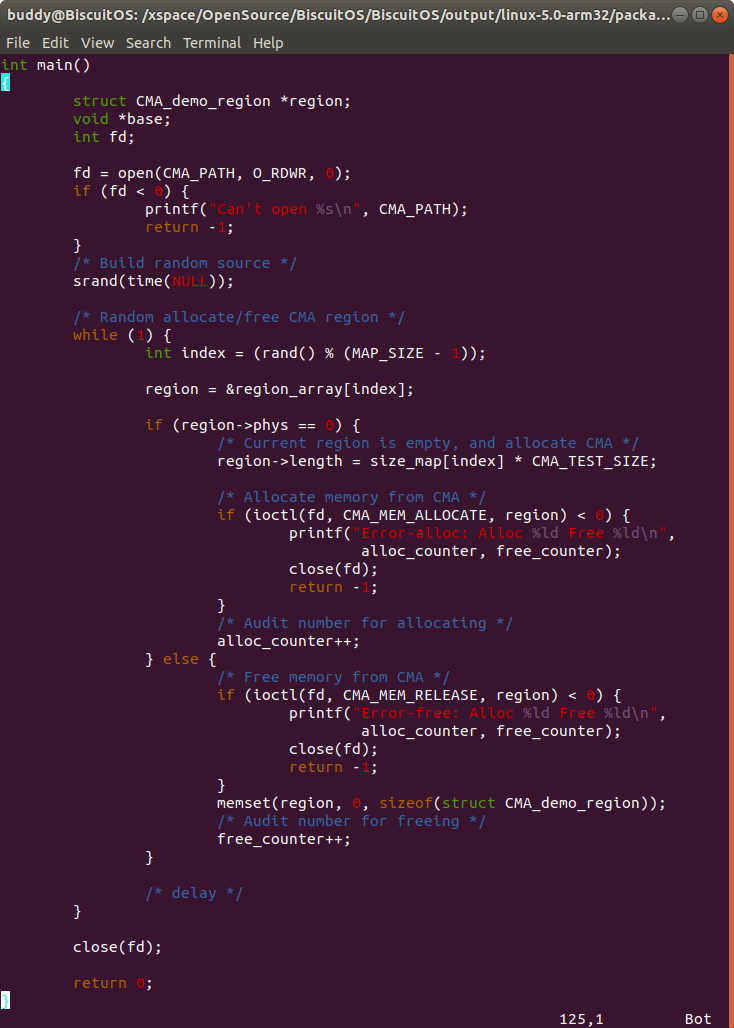 buddy@BiscuitOS: /xspace/OpenSource/BiscuitOS/BiscuitOS/output/linux-5.0-arm32/packa...
File Edit View Search Terminal Help
int main()
{
        struct CMA_demo_region *region;
        void *base;
        int fd;

        fd = open(CMA_PATH, O_RDWR, 0);
        if (fd < 0) {
                printf("Can't open %s\n", CMA_PATH);
                return -1;
        }
        /* Build random source */
        srand(time(NULL));

        /* Random allocate/free CMA region */
        while (1) {
                int index = (rand() % (MAP_SIZE - 1));

                region = &region_array[index];

                if (region->phys == 0) {
                        /* Current region is empty, and allocate CMA */
                        region->length = size_map[index] * CMA_TEST_SIZE;

                        /* Allocate memory from CMA */
                        if (ioctl(fd, CMA_MEM_ALLOCATE, region) < 0) {
                                printf("Error-alloc: Alloc %ld Free %ld\n",
                                        alloc_counter, free_counter);
                                close(fd);
                                return -1;
                        }
                        /* Audit number for allocating */
                        alloc_counter++;
                } else {
                        /* Free memory from CMA */
                        if (ioctl(fd, CMA_MEM_RELEASE, region) < 0) {
                                printf("Error-free: Alloc %ld Free %ld\n",
                                        alloc_counter, free_counter);
                                close(fd);
                                return -1;
                        }
                        memset(region, 0, sizeof(struct CMA_demo_region));
                        /* Audit number for freeing */
                        free_counter++;
                }

                /* delay */
        }

        close(fd);

        return 0;
}
125,1 Bot